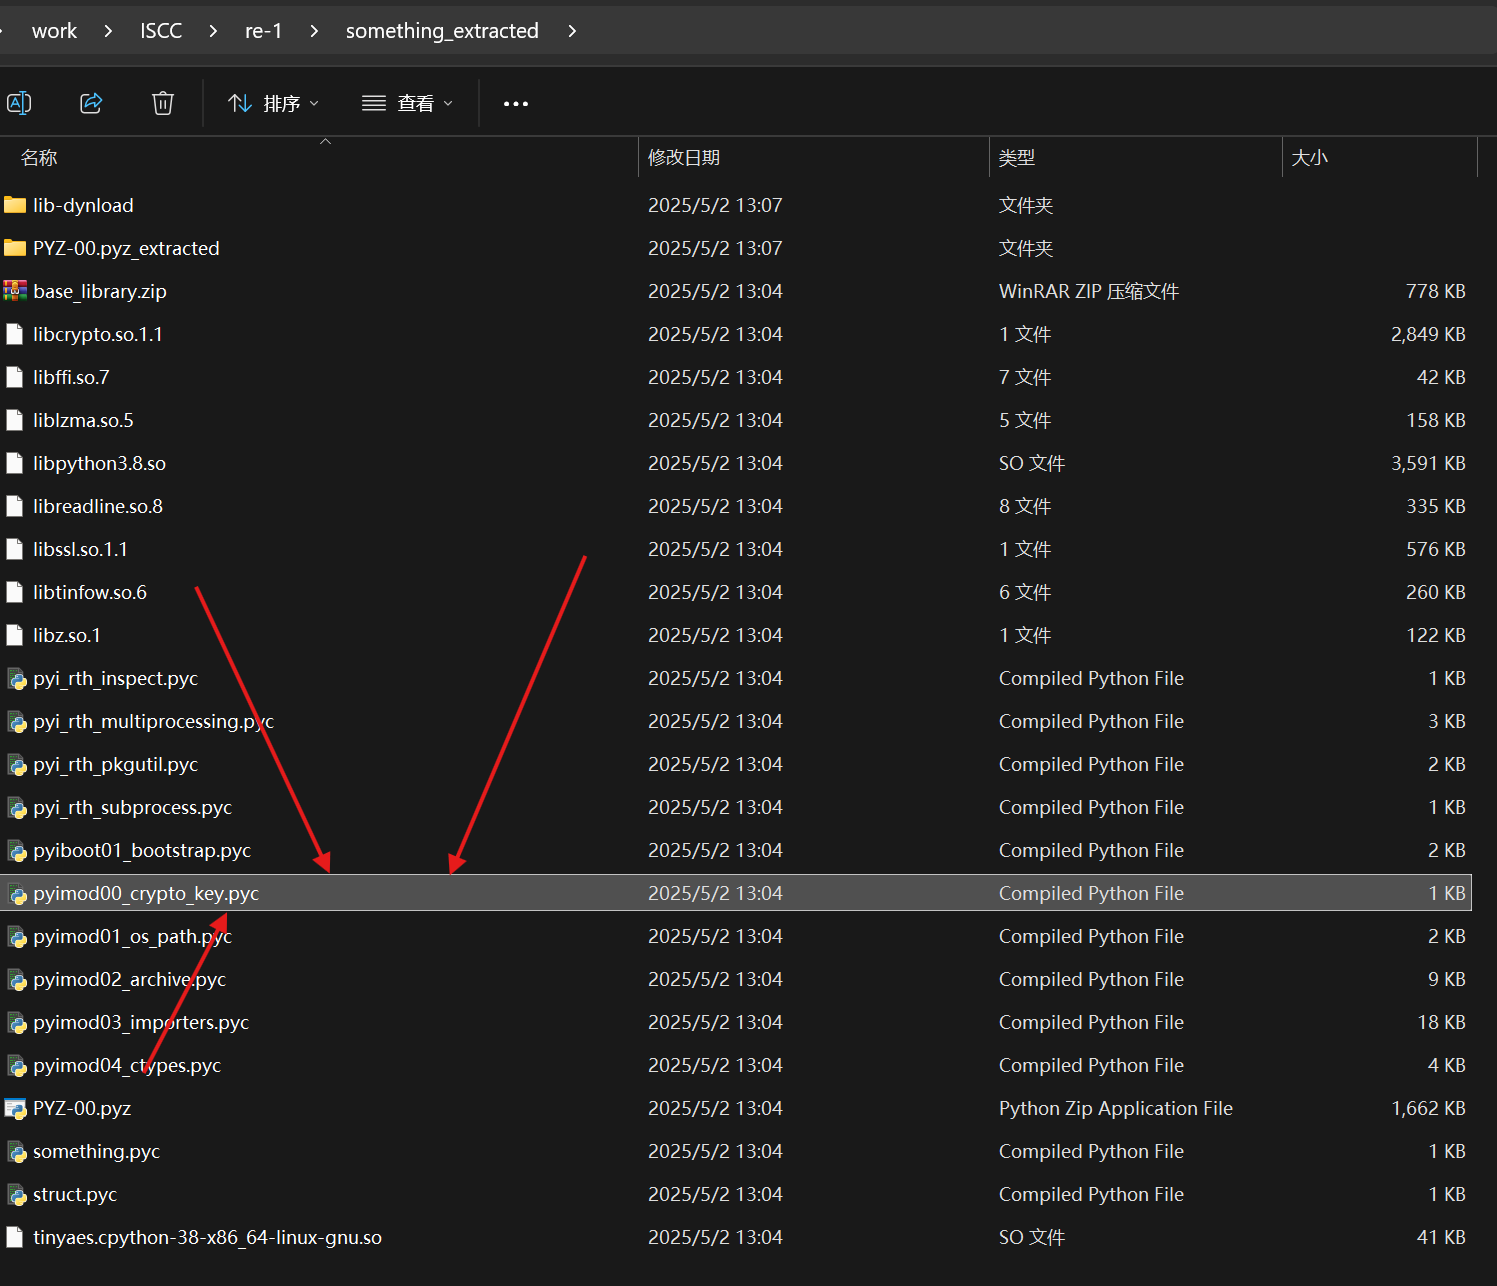 work > ISCC > re-1 > something_extracted >
排序 查看 •••
名称 修改日期 类型 大小
lib-dynload 2025/5/2 13:07 文件夹
PYZ-00.pyz_extracted 2025/5/2 13:07 文件夹
base_library.zip 2025/5/2 13:04 WinRAR ZIP 压缩文件 778 KB
libcrypto.so.1.1 2025/5/2 13:04 1 文件 2,849 KB
libffi.so.7 2025/5/2 13:04 7 文件 42 KB
liblzma.so.5 2025/5/2 13:04 5 文件 158 KB
libpython3.8.so 2025/5/2 13:04 SO 文件 3,591 KB
libreadline.so.8 2025/5/2 13:04 8 文件 335 KB
libssl.so.1.1 2025/5/2 13:04 1 文件 576 KB
libtinfow.so.6 2025/5/2 13:04 6 文件 260 KB
libz.so.1 2025/5/2 13:04 1 文件 122 KB
pyi_rth_inspect.pyc 2025/5/2 13:04 Compiled Python File 1 KB
pyi_rth_multiprocessing.pyc 2025/5/2 13:04 Compiled Python File 3 KB
pyi_rth_pkgutil.pyc 2025/5/2 13:04 Compiled Python File 2 KB
pyi_rth_subprocess.pyc 2025/5/2 13:04 Compiled Python File 1 KB
pyiboot01_bootstrap.pyc 2025/5/2 13:04 Compiled Python File 2 KB
pyimod00_crypto_key.pyc 2025/5/2 13:04 Compiled Python File 1 KB
pyimod01_os_path.pyc 2025/5/2 13:04 Compiled Python File 2 KB
pyimod02_archive.pyc 2025/5/2 13:04 Compiled Python File 9 KB
pyimod03_importers.pyc 2025/5/2 13:04 Compiled Python File 18 KB
pyimod04_ctypes.pyc 2025/5/2 13:04 Compiled Python File 4 KB
PYZ-00.pyz 2025/5/2 13:04 Python Zip Application File 1,662 KB
something.pyc 2025/5/2 13:04 Compiled Python File 1 KB
struct.pyc 2025/5/2 13:04 Compiled Python File 1 KB
tinyaes.cpython-38-x86_64-linux-gnu.so 2025/5/2 13:04 SO 文件 41 KB